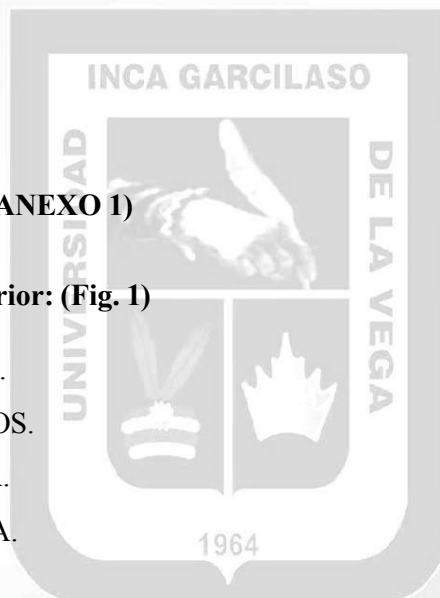 INCA GARCILASO
UNIVERSIDAD
DE LA VEGA
ANEXO 1)
rior: (Fig. 1)
OS.
A.
1964